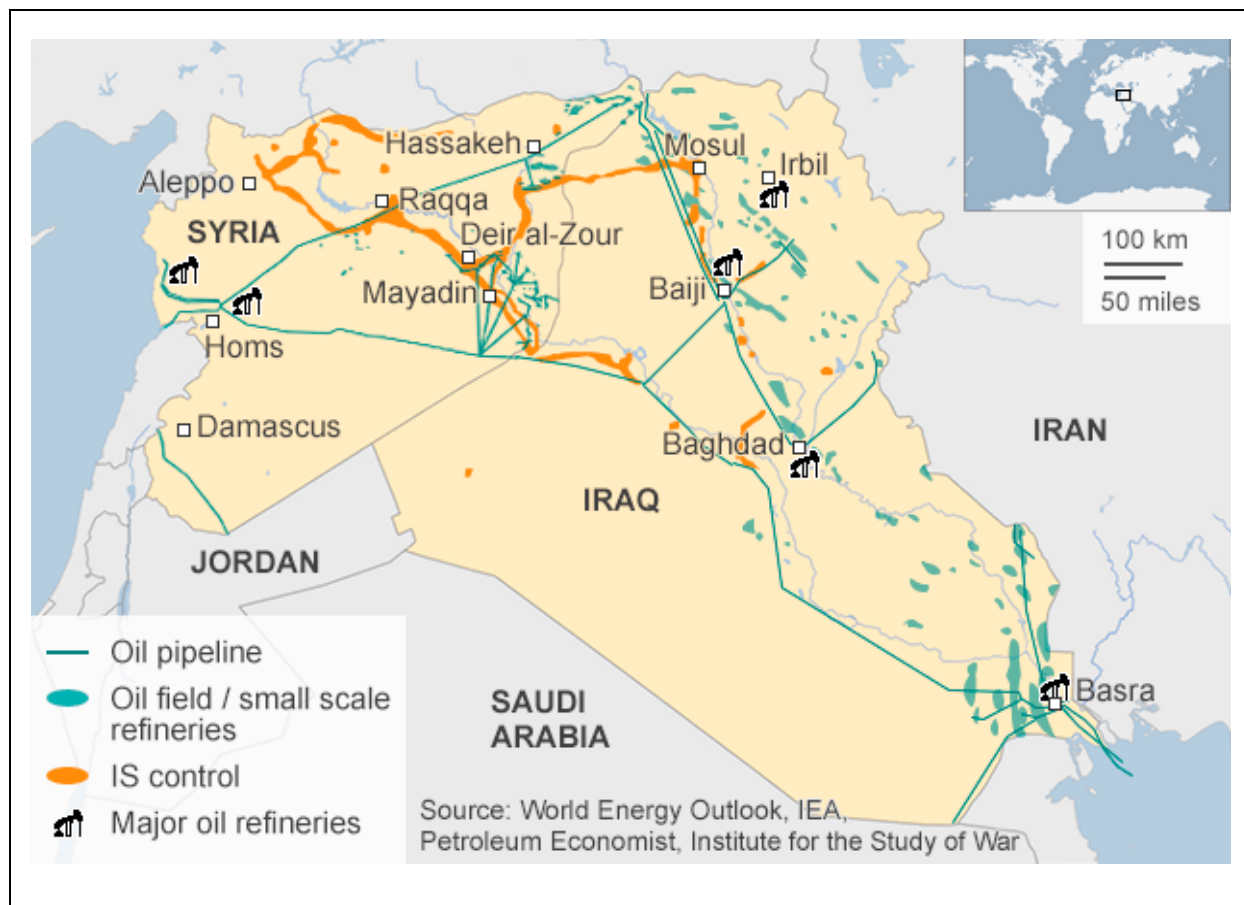 Hassakeh
Mosul
Irbil
Aleppo
Raqqa
SYRIA
Deir al-Zour
100 km
50 miles
Mayadin
Baiji
Homs
Damascus
Baghdad
IRAN
IRAQ
JORDAN
Oil pipeline
Oil field / small scale
refineries
IS control
Major oil refineries
SAUDI
ARABIA
Basra
Source: World Energy Outlook, IEA,
Petroleum Economist, Institute for the Study of War